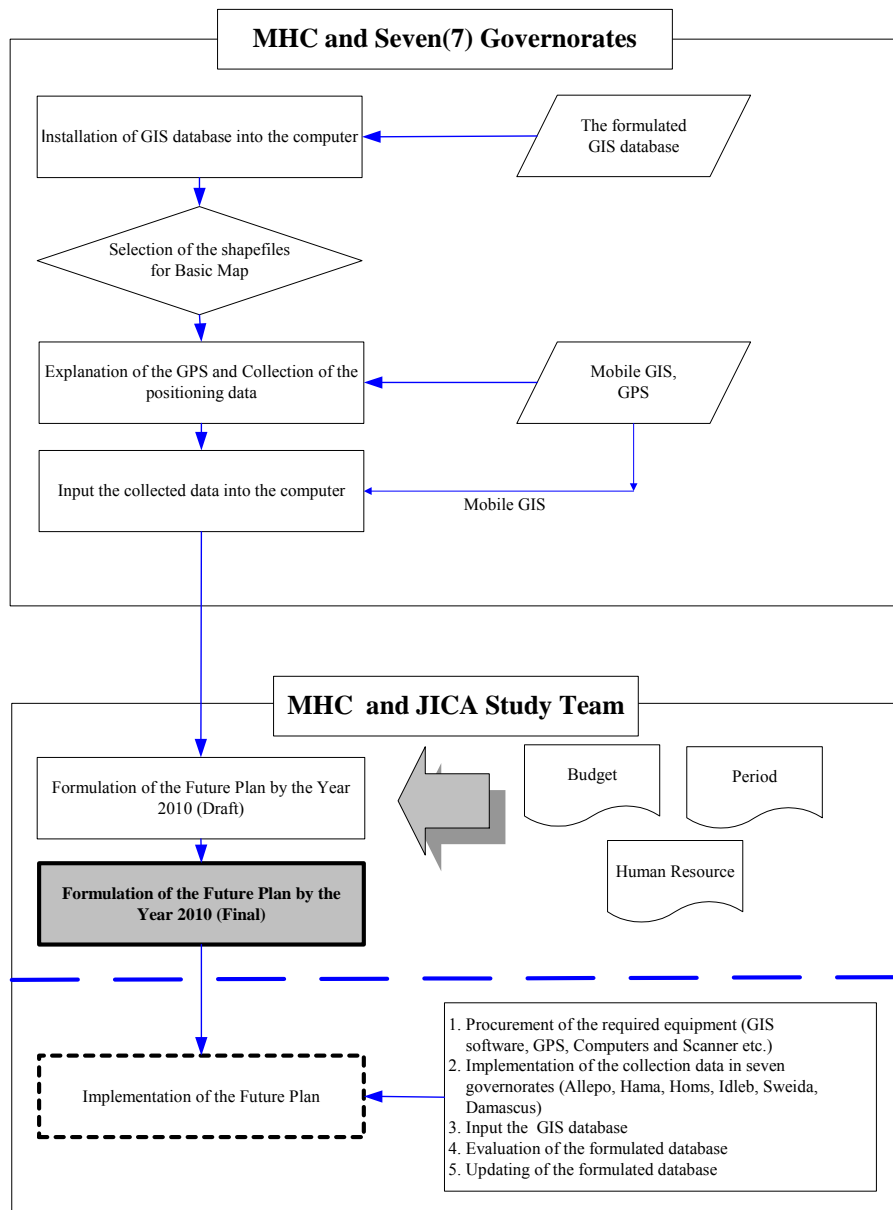 MHC and Seven(7) Governorates
Installation of GIS database into the computer
The formulated
GIS database
Selection of the shapefiles
for Basic Map
Explanation of the GPS and Collection of the
positioning data
Mobile GIS,
GPS
Input the collected data into the computer
Mobile GIS
MHC and JICA Study Team
Formulation of the Future Plan by the Year
2010 (Draft)
Budget
Period
Human Resource
Formulation of the Future Plan by the
Year 2010 (Final)
Implementation of the Future Plan
1. Procurement of the required equipment (GIS
software, GPS, Computers and Scanner etc.)
2. Implementation of the collection data in seven
governorates (Allepo, Hama, Homs, Idleb, Sweida,
Damascus)
3. Input the GIS database
4. Evaluation of the formulated database
5. Updating of the formulated database